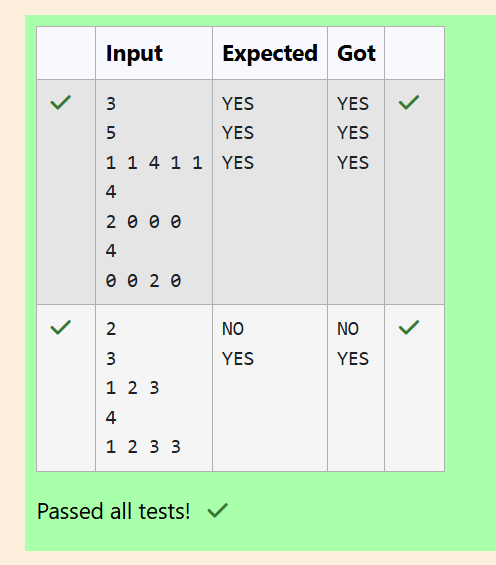 Input Expected Got
3 YES YES
5 YES YES
1 1 4 1 1 YES YES
4
2 0 0 0
4
0 0 2 0
2 NO NO
3 YES YES
1 2 3
4
1 2 3 3
Passed all tests!